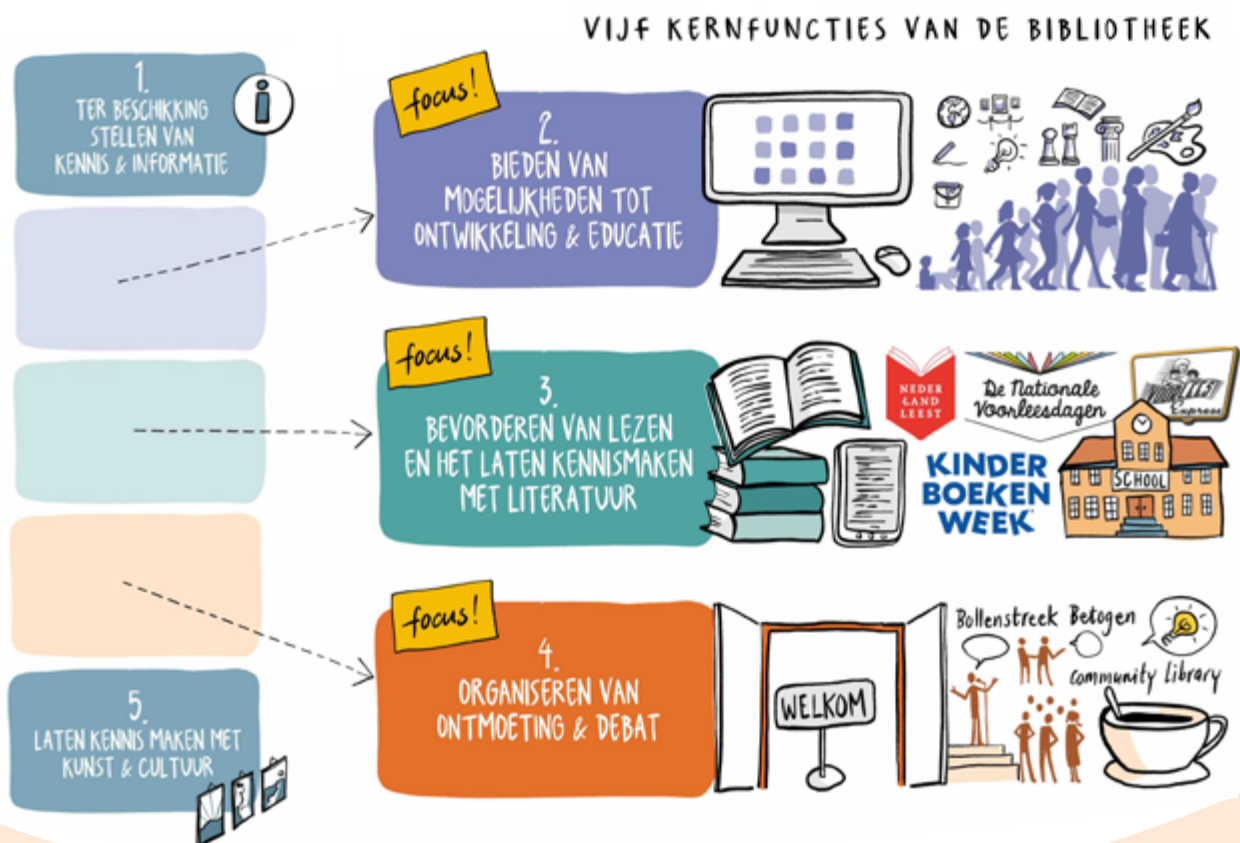 VIJF KERNFUNCTIES VAN DE BIBLIOTHEEK
1.
TER BESCHIKKING
STELLEN VAN
KENNIS & INFORMATIE
i
focus!
2.
BIEDEN VAN
MOGELIJKHEDEN TOT
ONTWIKKELING & EDUCATIE
focus!
3.
BEVORDEREN VAN LEZEN
EN HET LATEN KENNISMAKEN
MET LITERATUUR
NEDER
LAND
LEEST
De Nationale
Voorleesdagen
VOORLEES
Express
KINDER
BOEKEN
WEEK
SCHOOL
focus!
4.
ORGANISEREN VAN
ONTMOETING & DEBAT
WELKOM
Bollenstreek Betogen
Community Library
5.
LATEN KENNIS MAKEN MET
KUNST & CULTUUR